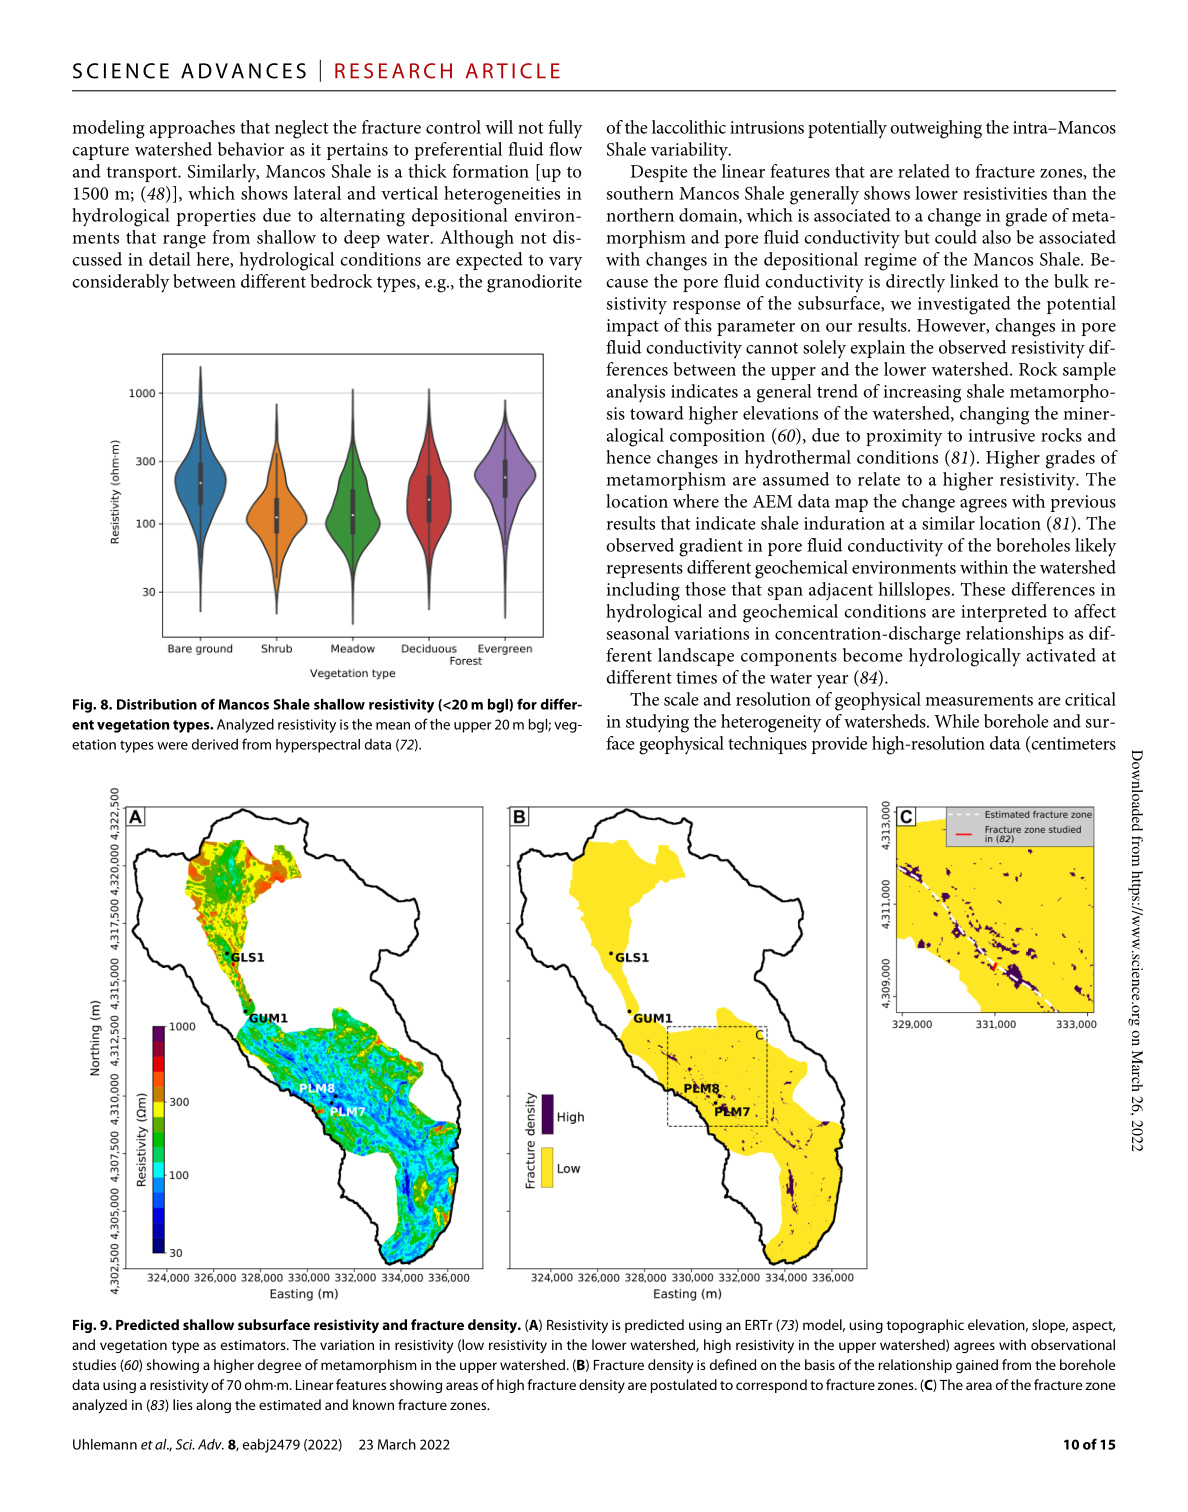 SCIENCE ADVANCES | RESEARCH ARTICLE
modeling approaches that neglect the fracture control will not fully
capture watershed behavior as it pertains to preferential fluid flow
and transport. Similarly, Mancos Shale is a thick formation [up to
1500 m; (48)], which shows lateral and vertical heterogeneities in
hydrological properties due to alternating depositional environ-
ments that range from shallow to deep water. Although not dis-
cussed in detail here, hydrological conditions are expected to vary
considerably between different bedrock types, e.g., the granodiorite
1000
300
100
30
Resistivity (ohm·m)
Bare ground Shrub Meadow Deciduous Evergreen
Forest
Vegetation type
Fig. 8. Distribution of Mancos Shale shallow resistivity (<20 m bgl) for differ-
ent vegetation types. Analyzed resistivity is the mean of the upper 20 m bgl; veg-
etation types were derived from hyperspectral data (72).
of the laccolithic intrusions potentially outweighing the intra–Mancos
Shale variability.
Despite the linear features that are related to fracture zones, the
southern Mancos Shale generally shows lower resistivities than the
northern domain, which is associated to a change in grade of meta-
morphism and pore fluid conductivity but could also be associated
with changes in the depositional regime of the Mancos Shale. Be-
cause the pore fluid conductivity is directly linked to the bulk re-
sistivity response of the subsurface, we investigated the potential
impact of this parameter on our results. However, changes in pore
fluid conductivity cannot solely explain the observed resistivity dif-
ferences between the upper and the lower watershed. Rock sample
analysis indicates a general trend of increasing shale metamorpho-
sis toward higher elevations of the watershed, changing the miner-
alogical composition (60), due to proximity to intrusive rocks and
hence changes in hydrothermal conditions (81). Higher grades of
metamorphism are assumed to relate to a higher resistivity. The
location where the AEM data map the change agrees with previous
results that indicate shale induration at a similar location (81). The
observed gradient in pore fluid conductivity of the boreholes likely
represents different geochemical environments within the watershed
including those that span adjacent hillslopes. These differences in
hydrological and geochemical conditions are interpreted to affect
seasonal variations in concentration-discharge relationships as dif-
ferent landscape components become hydrologically activated at
different times of the water year (84).
The scale and resolution of geophysical measurements are critical
in studying the heterogeneity of watersheds. While borehole and sur-
face geophysical techniques provide high-resolution data (centimeters
A
4,322,500
4,320,000
4,317,500
4,315,000
4,312,500
4,310,000
4,307,500
4,305,000
4,302,500
Northing (m)
GLS1
GUM1
PLM8
PLM7
1000
300
100
30
Resistivity (Ωm)
324,000 326,000 328,000 330,000 332,000 334,000 336,000
Easting (m)
B
GLS1
GUM1
C
PLM8
PLM7
Fracture density
High
Low
324,000 326,000 328,000 330,000 332,000 334,000 336,000
Easting (m)
C
Estimated fracture zone
Fracture zone studied
in (82)
4,313,000
4,311,000
4,309,000
329,000 331,000 333,000
Fig. 9. Predicted shallow subsurface resistivity and fracture density. (A) Resistivity is predicted using an ERTr (73) model, using topographic elevation, slope, aspect,
and vegetation type as estimators. The variation in resistivity (low resistivity in the lower watershed, high resistivity in the upper watershed) agrees with observational
studies (60) showing a higher degree of metamorphism in the upper watershed. (B) Fracture density is defined on the basis of the relationship gained from the borehole
data using a resistivity of 70 ohm·m. Linear features showing areas of high fracture density are postulated to correspond to fracture zones. (C) The area of the fracture zone
analyzed in (83) lies along the estimated and known fracture zones.
Uhlemann et al., Sci. Adv. 8, eabj2479 (2022) 23 March 2022
10 of 15
Downloaded from https://www.science.org on March 26, 2022